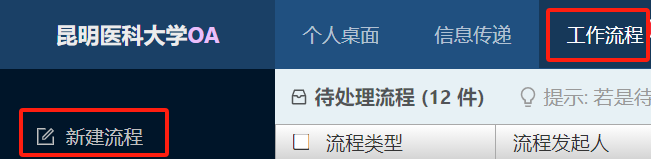 昆明医科大学OA 个人桌面 信息传递 工作流程
待处理流程 (12 件) 提示: 若是待
新建流程
流程类型 流程发起人